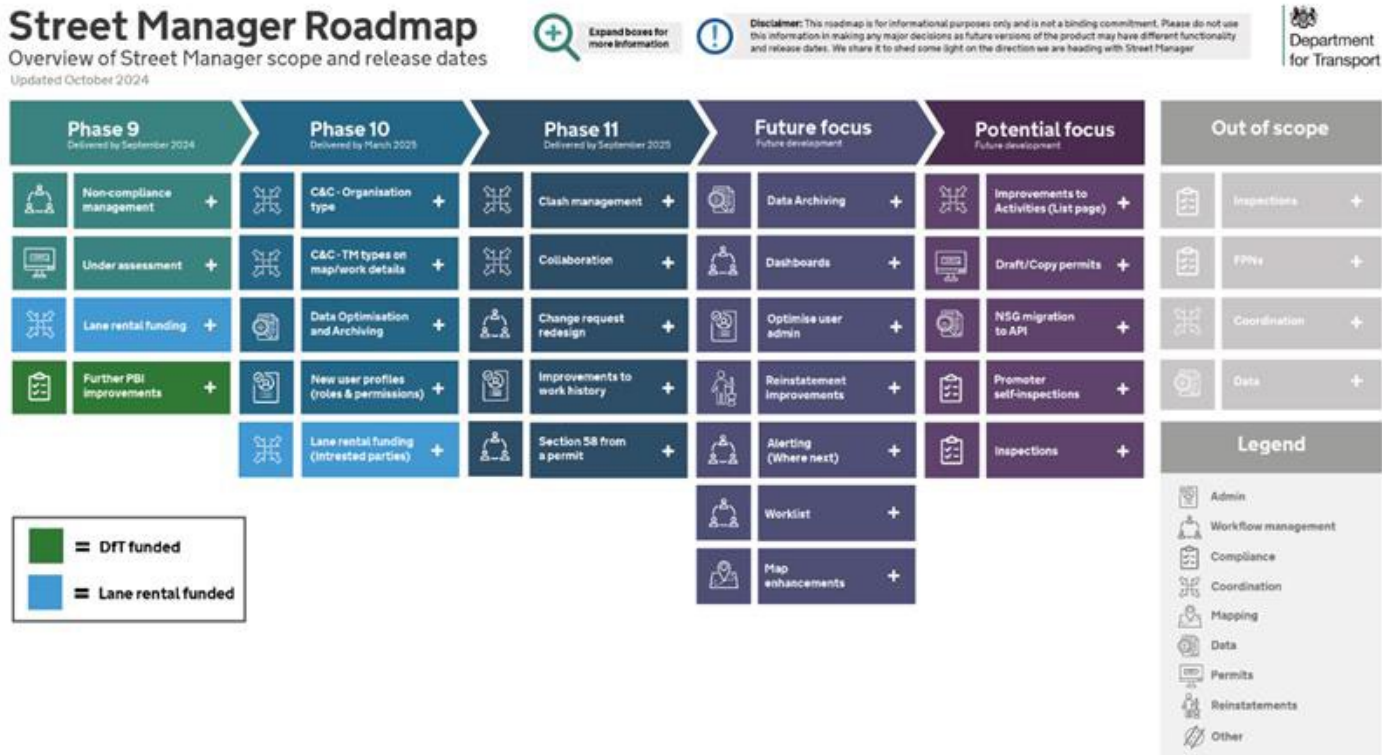 Street Manager Roadmap
Overview of Street Manager scope and release dates
Updated October 2024
Expand boxes for
more information
Disclaimer: This roadmap is for informational purposes only and is not a binding commitment. Please do not use
this information in making any major decisions as future versions of the product may have different functionality
and release dates. We share it to shed some light on the direction we are heading with Street Manager
Department
for Transport
Phase 9
Delivered by September 2024
Non-compliance
management +
Under assessment +
Lane rental funding +
Further PBI
improvements +
Phase 10
Delivered by March 2025
C&C - Organisation
type +
C&C - TM types on
map/work details +
Data Optimisation
and Archiving +
New user profiles
(roles & permissions) +
Lane rental funding
(Intrested parties) +
Phase 11
Delivered by September 2025
Clash management +
Collaboration +
Change request
redesign +
Improvements to
work history +
Section 58 from
a permit +
Future focus
Future development
Data Archiving +
Dashboards +
Optimise user
admin +
Reinstatement
Improvements +
Alerting
(Where next) +
Worklist +
Map
enhancements +
Potential focus
Future development
Improvements to
Activities (List page) +
Draft/Copy permits +
NSG migration
to API +
Promoter
self-inspections +
Inspections +
Out of scope
Inspections +
FPNs +
Coordination +
Data +
Legend
Admin
Workflow management
Compliance
Coordination
Mapping
Data
Permits
Reinstatements
Other
= DfT funded
= Lane rental funded